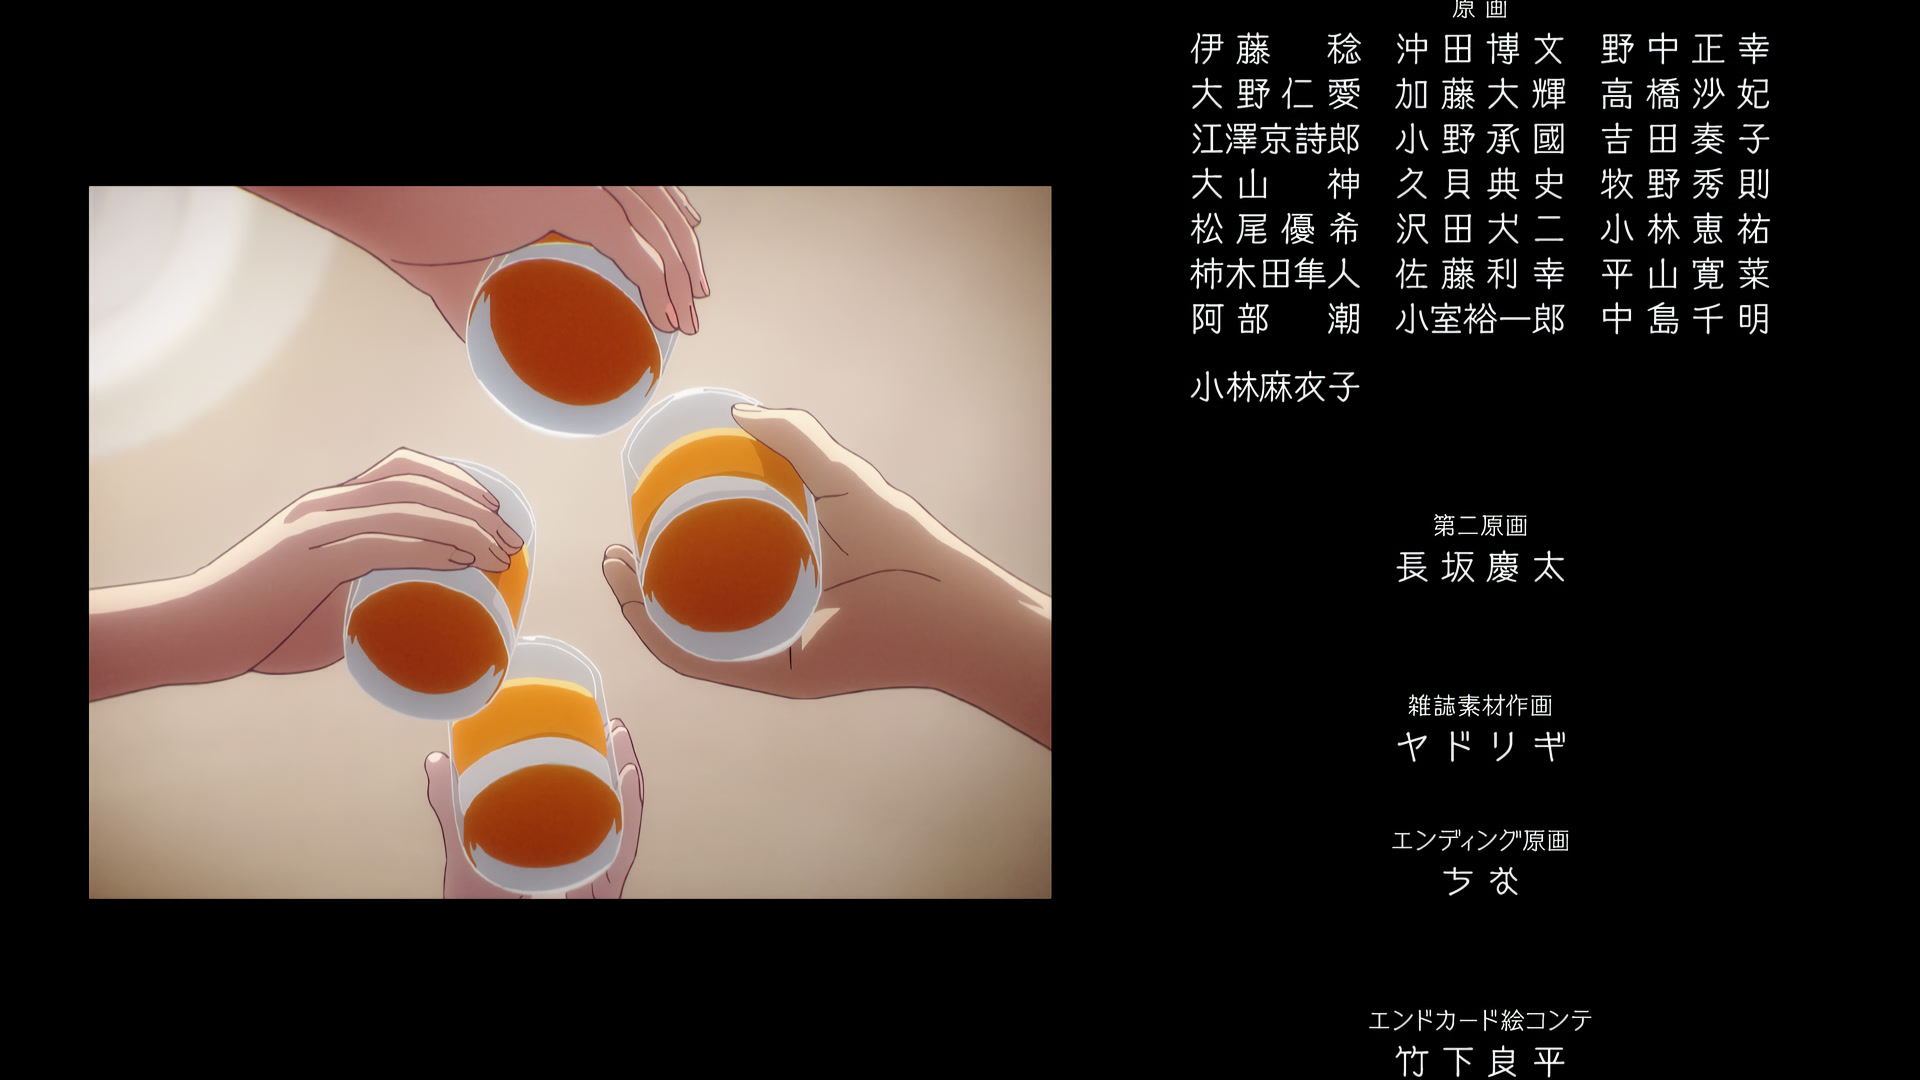 原画
伊藤 稔 沖田博文 野中正幸
大野仁愛 加藤大輝 高橋沙妃
江澤京詩郎 小野承國 吉田奏子
大山 神 久貝典史 牧野秀則
松尾優希 沢田犬二 小林恵祐
柿木田隼人 佐藤利幸 平山寛菜
阿部 潮 小室裕一郎 中島千明
小林麻衣子
第二原画
長坂慶太
雑誌素材作画
ヤドリギ
エンディング原画
ちな
エンドカード絵コンテ
竹下良平